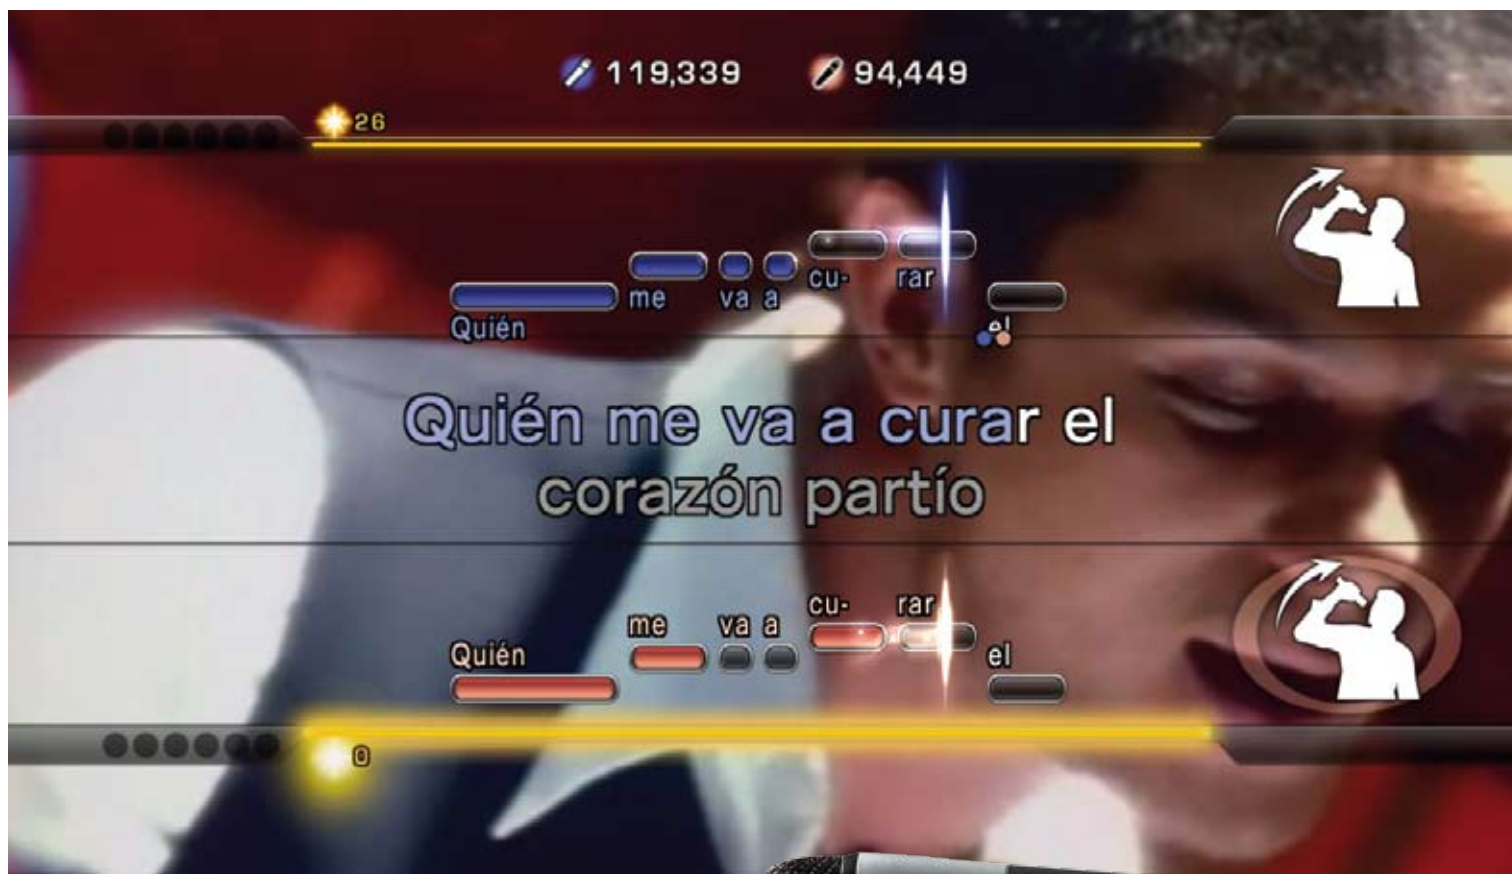 119,339 94,449
26
cu- rar
me va a
Quién el
Quién me va a curar el
corazón partío
cu- rar
me va a
Quién el
0